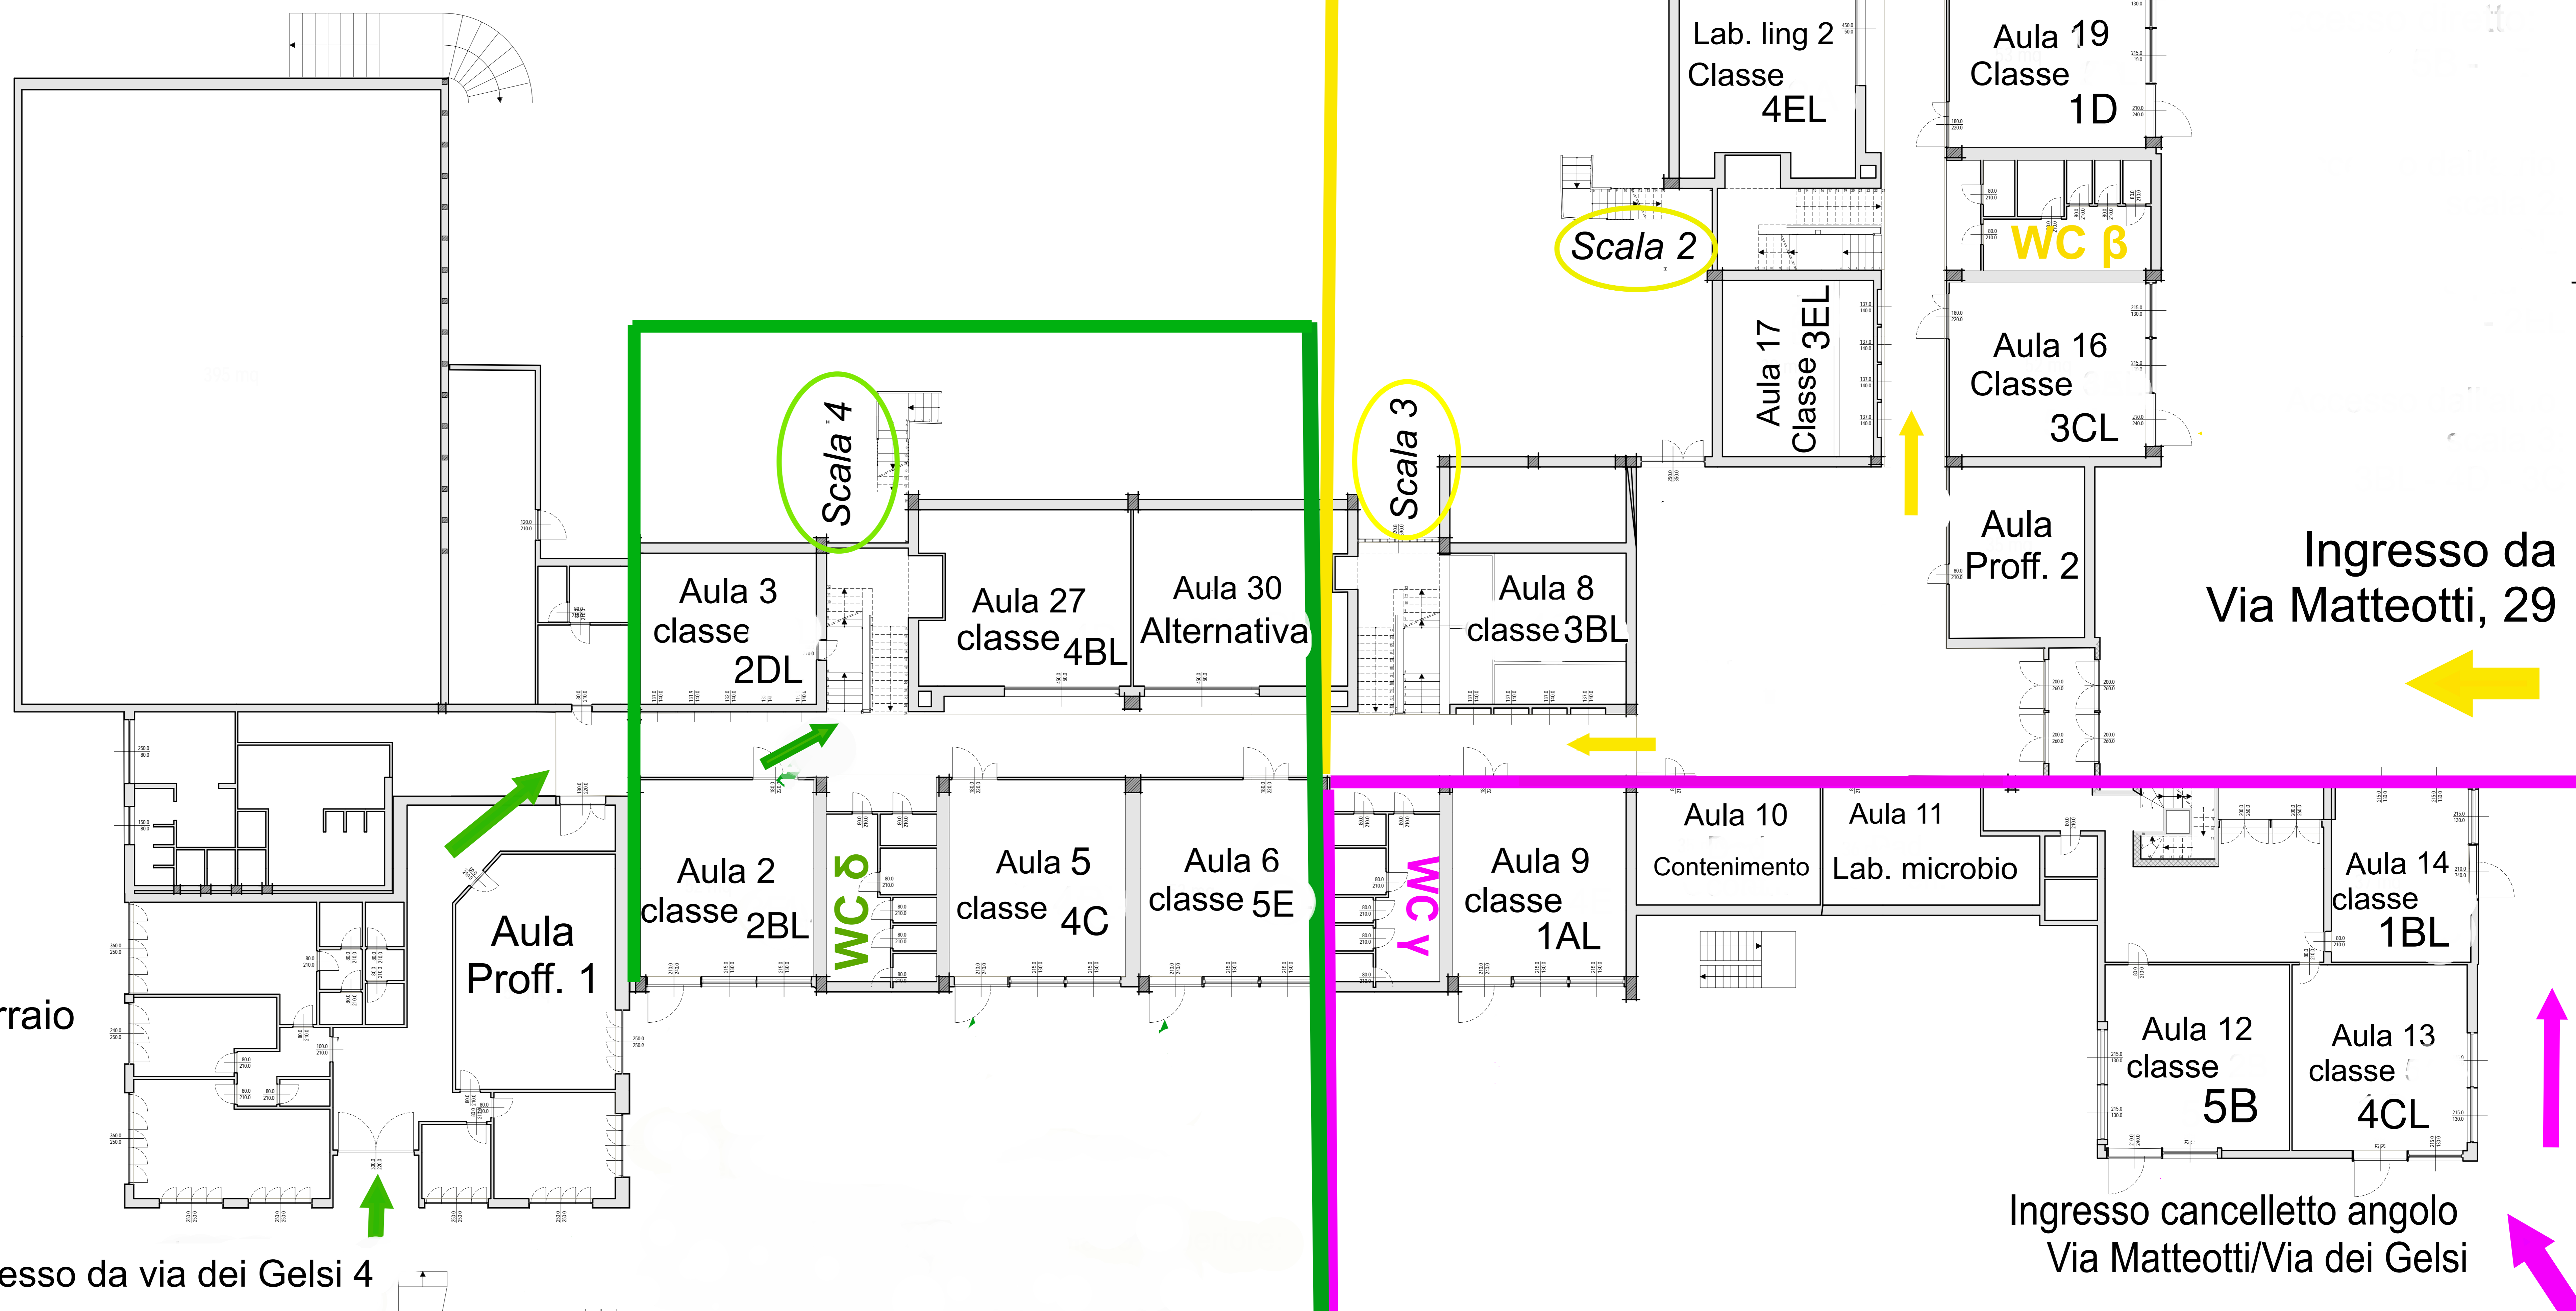 Lab. ling 2
Classe
4EL
Aula 19
Classe
1D
Scala 2
WC β
Aula 17
Classe 3EL
Aula 16
Classe
3CL
Scala 4
Scala 3
Aula
Proff. 2
Ingresso da
Via Matteotti, 29
Aula 3
classe
2DL
Aula 27
classe 4BL
Aula 30
Alternativa
Aula 8
classe 3BL
Aula 2
classe 2BL
WC δ
Aula 5
classe 4C
Aula 6
classe 5E
WC γ
Aula 9
classe
1AL
Aula 10
Contenimento
Aula 11
Lab. microbio
Aula 14
classe
1BL
Aula
Proff. 1
rraio
Aula 12
classe
5B
Aula 13
classe
4CL
Ingresso cancelletto angolo
Via Matteotti/Via dei Gelsi
esso da via dei Gelsi 4